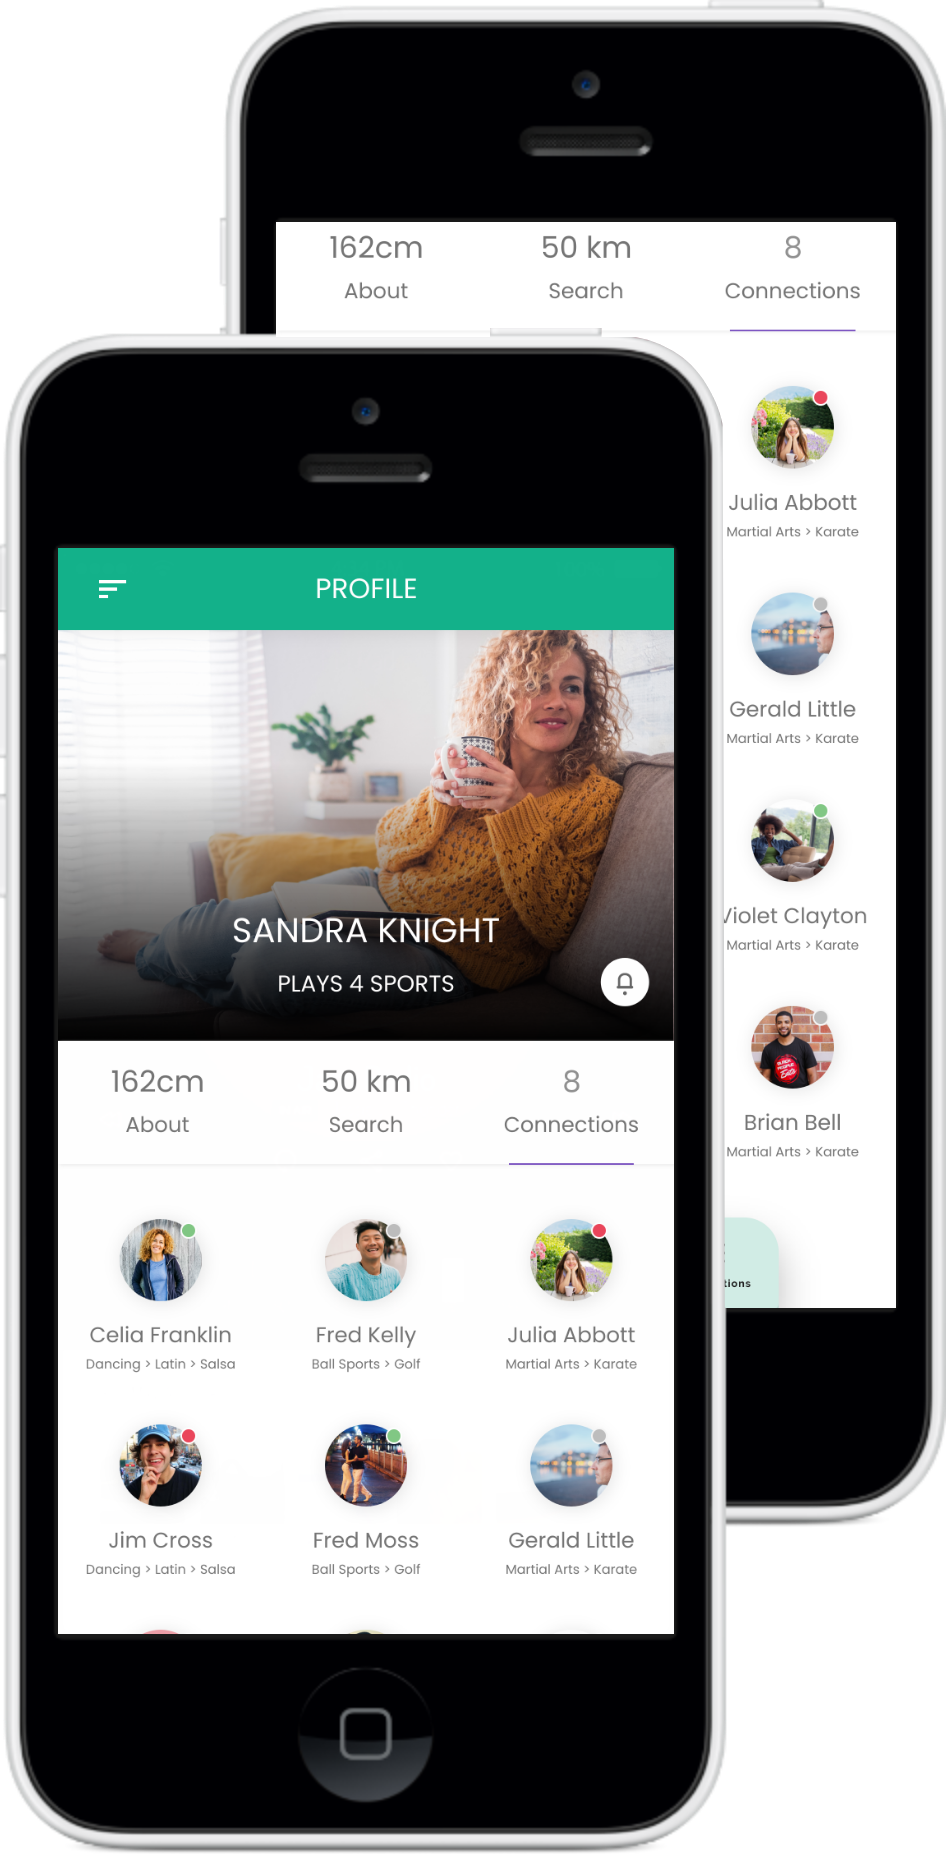 162cm
50 km
8
About
Search
Connections
Julia Abbott
Martial Arts > Karate
Gerald Little
Martial Arts > Karate
Violet Clayton
Martial Arts > Karate
Brian Bell
Martial Arts > Karate
tions
PROFILE
SANDRA KNIGHT
PLAYS 4 SPORTS
162cm
50 km
8
About
Search
Connections
Celia Franklin
Fred Kelly
Julia Abbott
Dancing > Latin > Salsa
Ball Sports > Golf
Martial Arts > Karate
Jim Cross
Fred Moss
Gerald Little
Dancing > Latin > Salsa
Ball Sports > Golf
Martial Arts > Karate